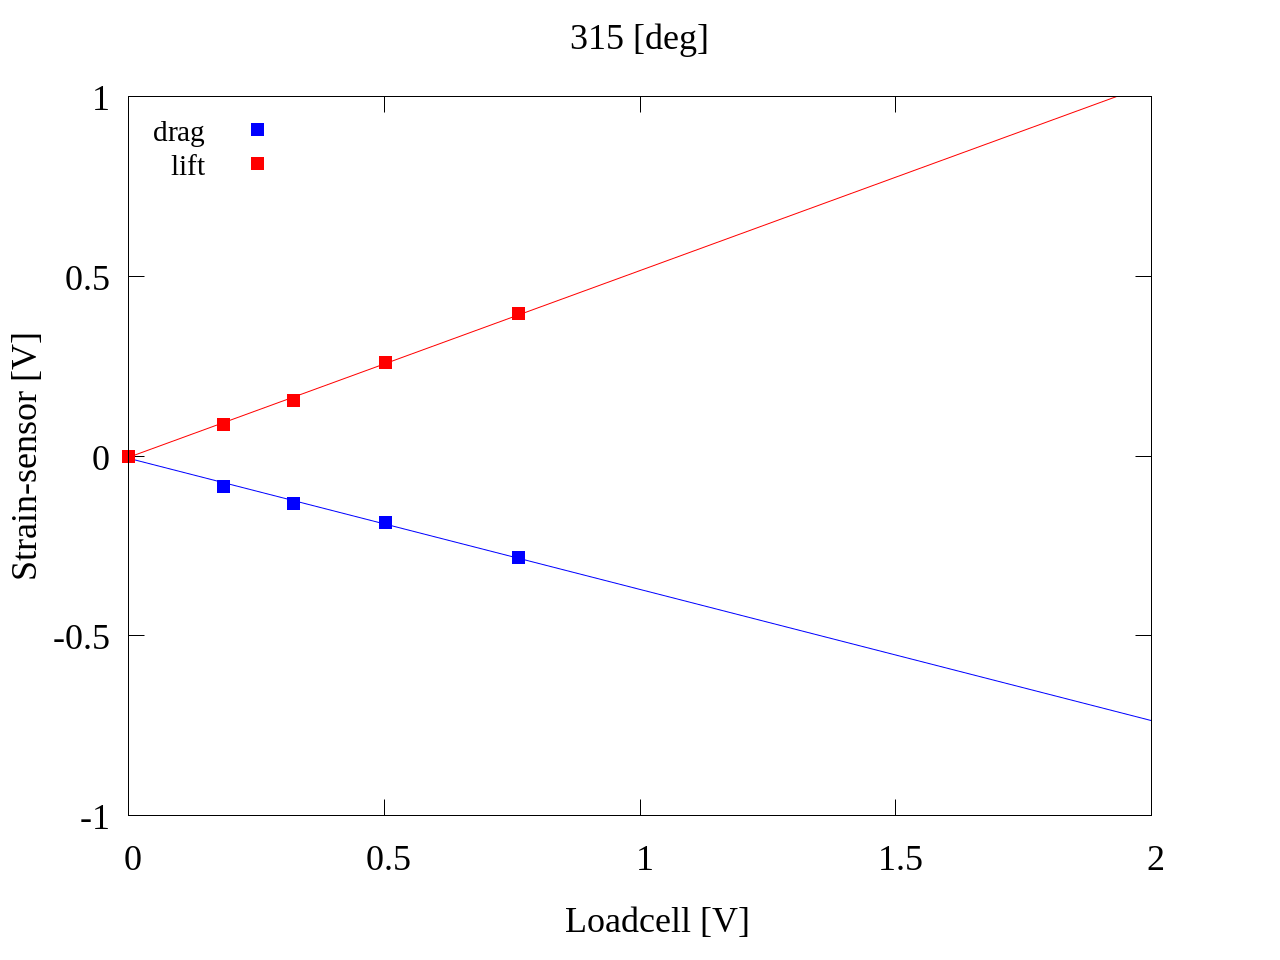 315 [deg]
drag
lift
1
0.5
0
-0.5
-1
Strain-sensor [V]
0 0.5 1 1.5 2
Loadcell [V]